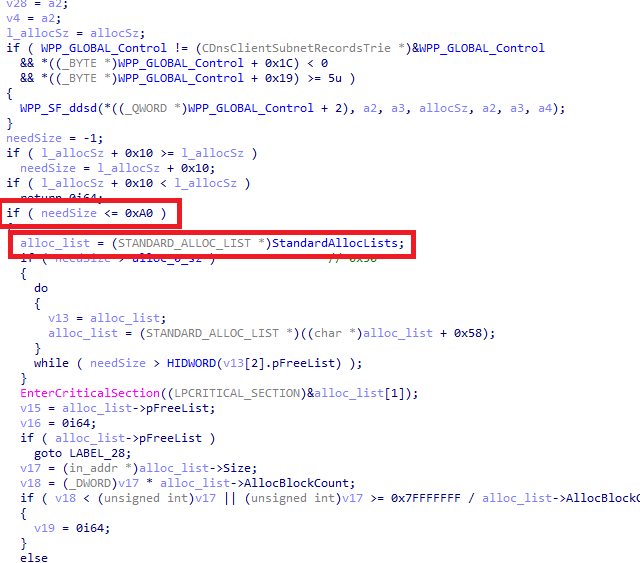 v28 = a2;
v4 = a2;
l_allocSz = allocSz;
if ( WPP_GLOBAL_Control != (CDnsClientSubnetRecordsTrie *)&WPP_GLOBAL_Control
&& *((_BYTE *)WPP_GLOBAL_Control + 0x1C) < 0
&& *((_BYTE *)WPP_GLOBAL_Control + 0x19) >= 5u )
{
WPP_SF_ddsd(*((_QWORD *)WPP_GLOBAL_Control + 2), a2, a3, allocSz, a2, a3, a4);
}
needSize = -1;
if ( l_allocSz + 0x10 >= l_allocSz )
needSize = l_allocSz + 0x10;
if ( l_allocSz + 0x10 < l_allocSz )
return 0i64;
if ( needSize <= 0xA0 )
alloc_list = (STANDARD_ALLOC_LIST *)StandardAllocLists;
if ( needSize > alloc_0_sz ) // 0x50
{
do
{
v13 = alloc_list;
alloc_list = (STANDARD_ALLOC_LIST *)((char *)alloc_list + 0x58);
}
while ( needSize > HIDWORD(v13[2].pFreeList) );
}
EnterCriticalSection((LPCRITICAL_SECTION)&alloc_list[1]);
v15 = alloc_list->pFreeList;
v16 = 0i64;
if ( alloc_list->pFreeList )
goto LABEL_28;
v17 = (in_addr *)alloc_list->Size;
v18 = (_DWORD)v17 * alloc_list->AllocBlockCount;
if ( v18 < (unsigned int)v17 || (unsigned int)v17 >= 0x7FFFFFFF / alloc_list->AllocBlockC
{
v19 = 0i64;
}
else